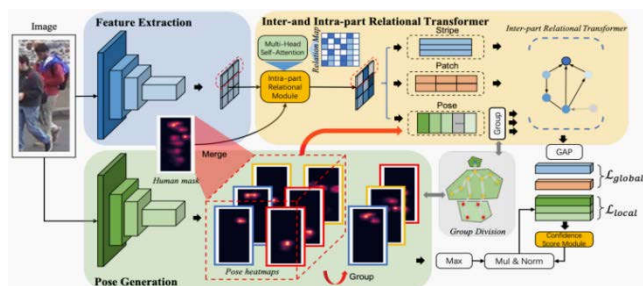 Image
Feature Extraction
Inter-and Intra-part Relational Transformer
Multi-Head
Self-Attention
Relation Map
Intra-part
Relational
Module
Stripe
Patch
Pose
Group
Inter-part Relational Transformer
Human mask
Merge
GAP
ℒglobal
ℒlocal
Confidence
Score Module
Group Division
Pose heatmaps
Group
Max
Mul & Norm
Pose Generation